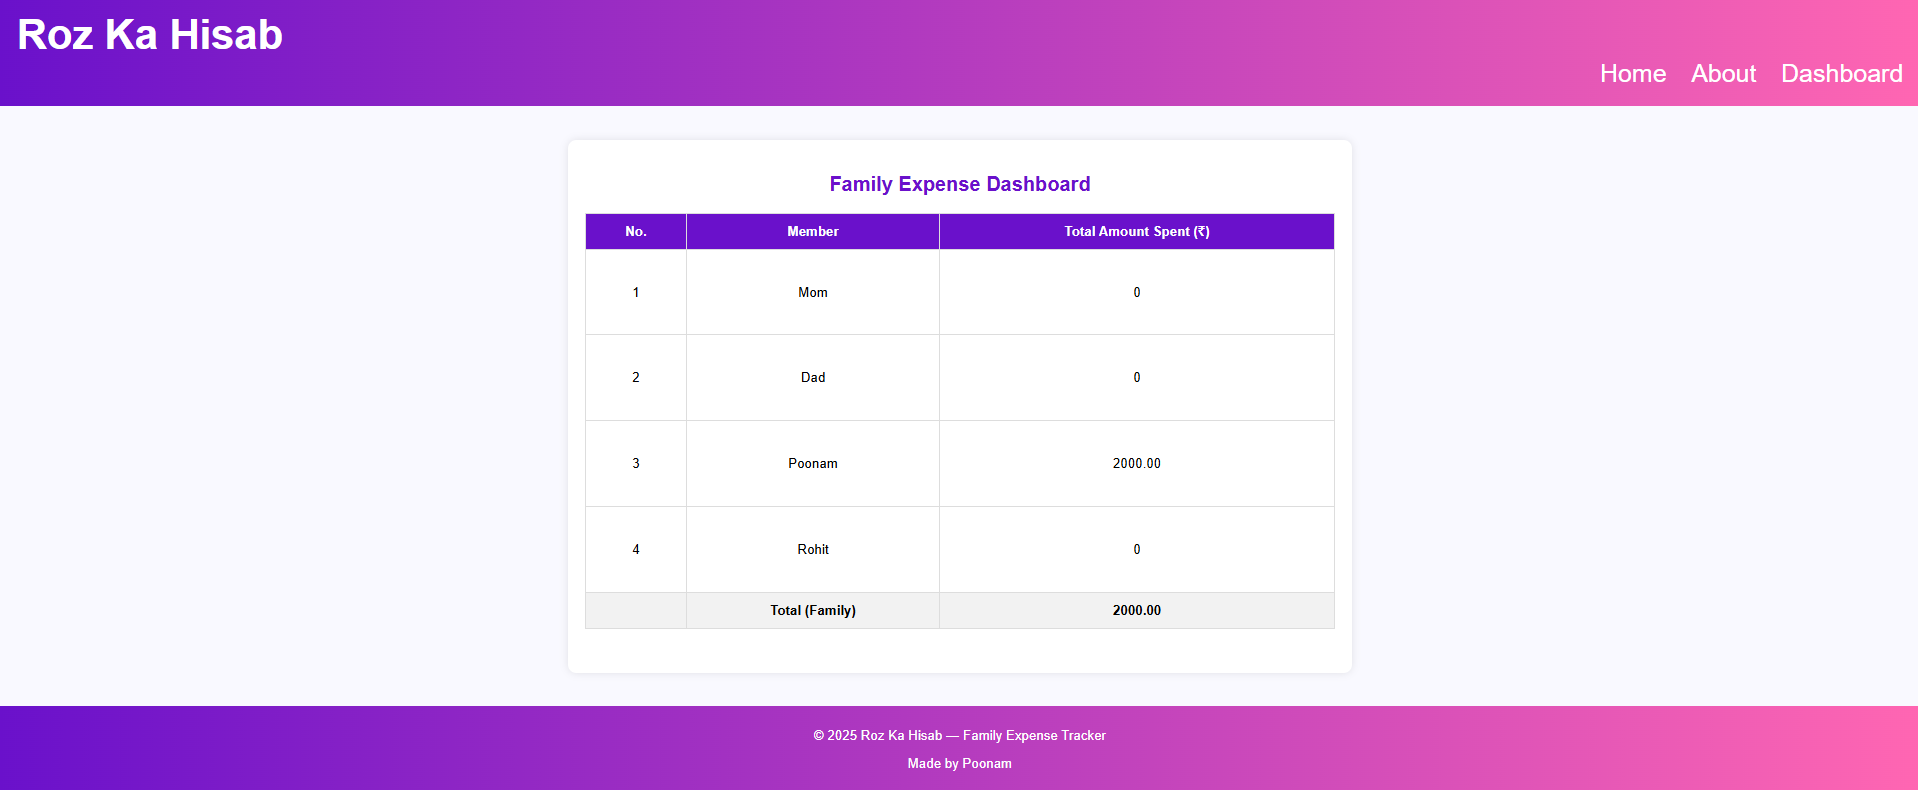 Roz Ka Hisab
Home About Dashboard
Family Expense Dashboard
No. Member Total Amount Spent (₹)
1 Mom 0
2 Dad 0
3 Poonam 2000.00
4 Rohit 0
Total (Family) 2000.00
© 2025 Roz Ka Hisab — Family Expense Tracker
Made by Poonam